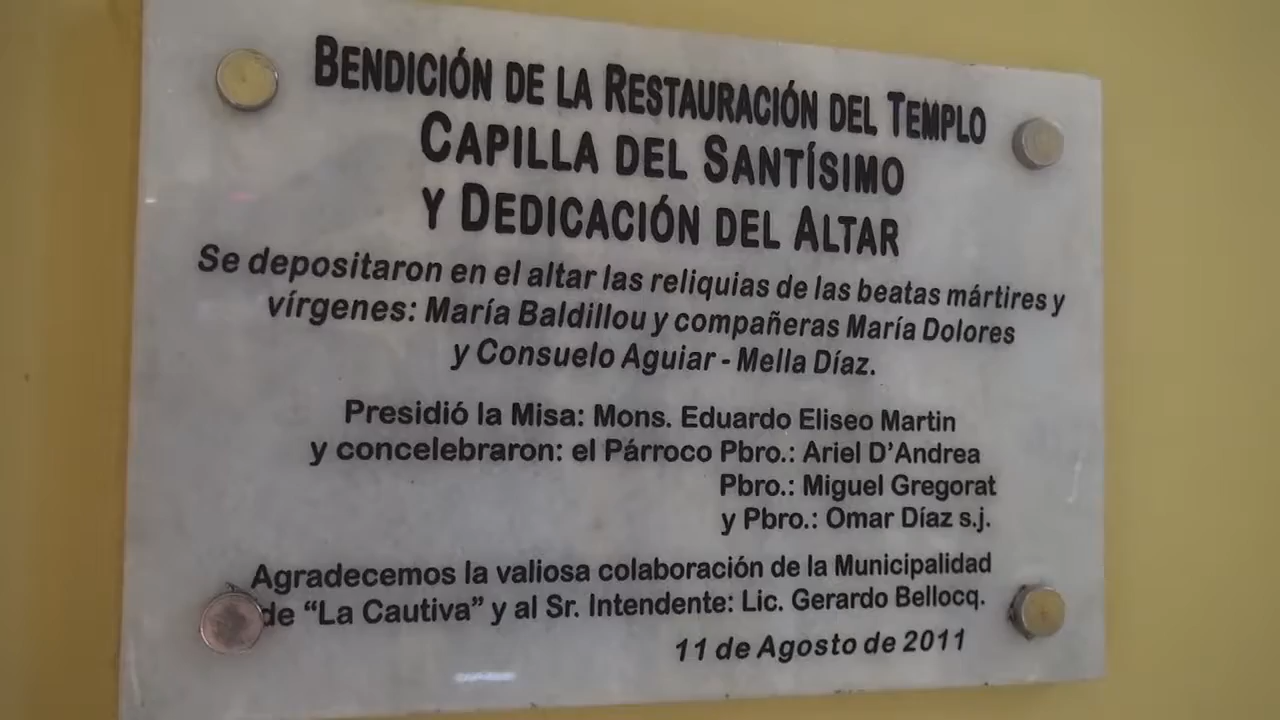 BENDICIÓN DE LA RESTAURACIÓN DEL TEMPLO
CAPILLA DEL SANTÍSIMO
Y DEDICACIÓN DEL ALTAR
Se depositaron en el altar las reliquias de las beatas mártires y
vírgenes: María Baldillou y compañeras María Dolores
y Consuelo Aguiar - Mella Díaz.
Presidió la Misa: Mons. Eduardo Eliseo Martin
y concelebraron: el Párroco Pbro.: Ariel D'Andrea
Pbro.: Miguel Gregorat
y Pbro.: Omar Díaz s.j.
Agradecemos la valiosa colaboración de la Municipalidad
de "La Cautiva" y al Sr. Intendente: Lic. Gerardo Bellocq.
11 de Agosto de 2011